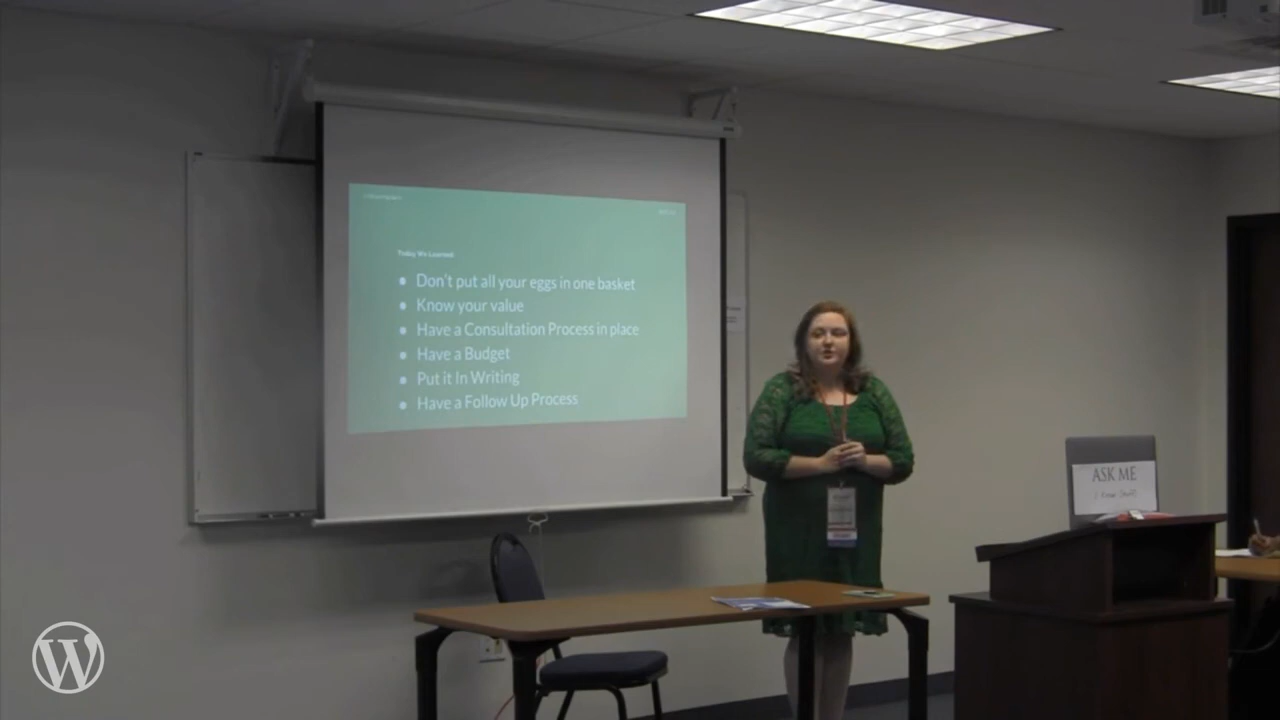 Today We Learned
● Don't put all your eggs in one basket
● Know your value
● Have a Consultation Process in place
● Have a Budget
● Put it In Writing
● Have a Follow Up Process
ASK ME